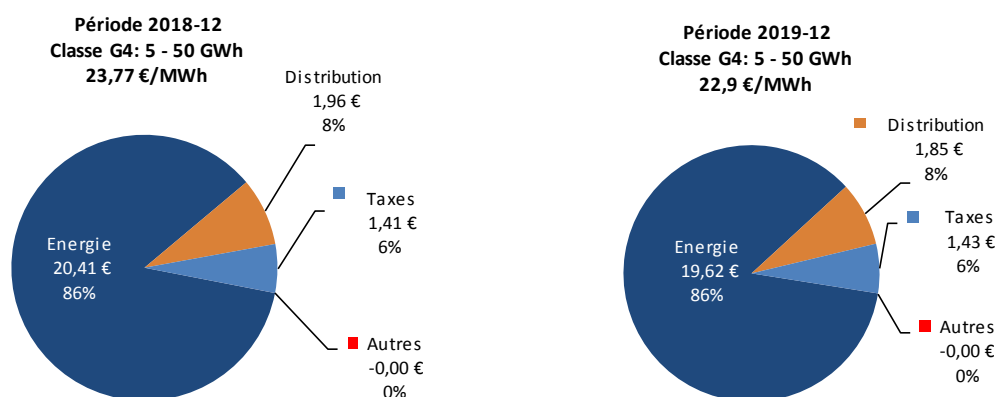 Période 2018-12
Classe G4: 5 - 50 GWh
23,77 €/MWh
Distribution
1,96 €
8%
Taxes
1,41 €
6%
Energie
20,41 €
86%
Autres
-0,00 €
0%
Période 2019-12
Classe G4: 5 - 50 GWh
22,9 €/MWh
Distribution
1,85 €
8%
Taxes
1,43 €
6%
Energie
19,62 €
86%
Autres
-0,00 €
0%